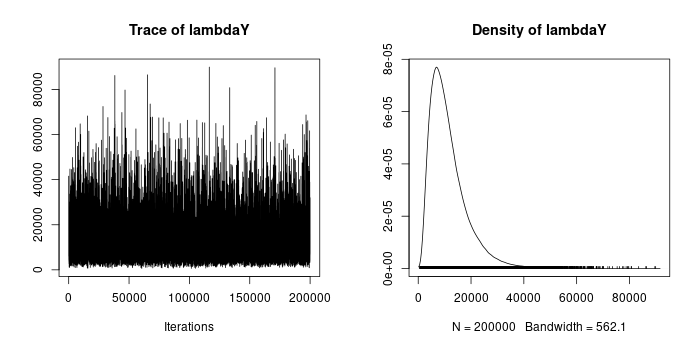 Trace of lambdaY
80000
60000
40000
20000
0
0 50000 100000 150000 200000
Iterations
Density of lambdaY
8e-05
6e-05
4e-05
2e-05
0e+00
0 20000 40000 60000 80000
N = 200000 Bandwidth = 562.1